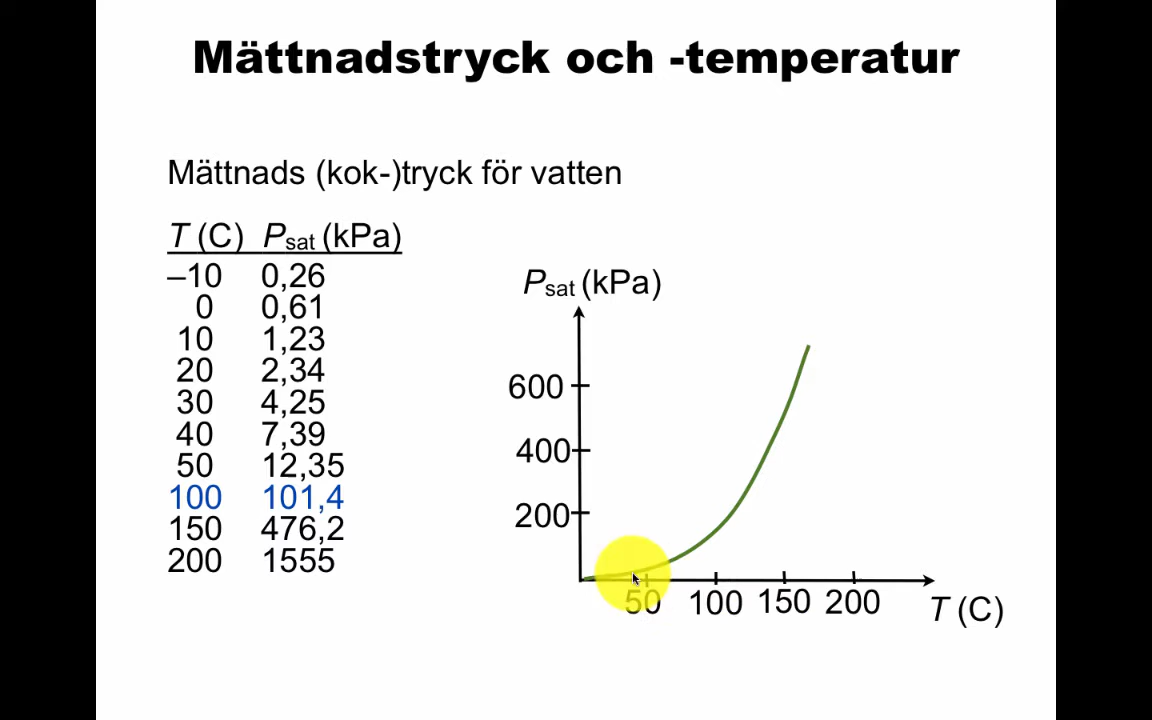 Mättnadstryck och -temperatur
Mättnads (kok-)tryck för vatten
T (C) Psat (kPa)
–10 0,26
0 0,61
10 1,23
20 2,34
30 4,25
40 7,39
50 12,35
100 101,4
150 476,2
200 1555
Psat (kPa)
600
400
200
50 100 150 200
T (C)